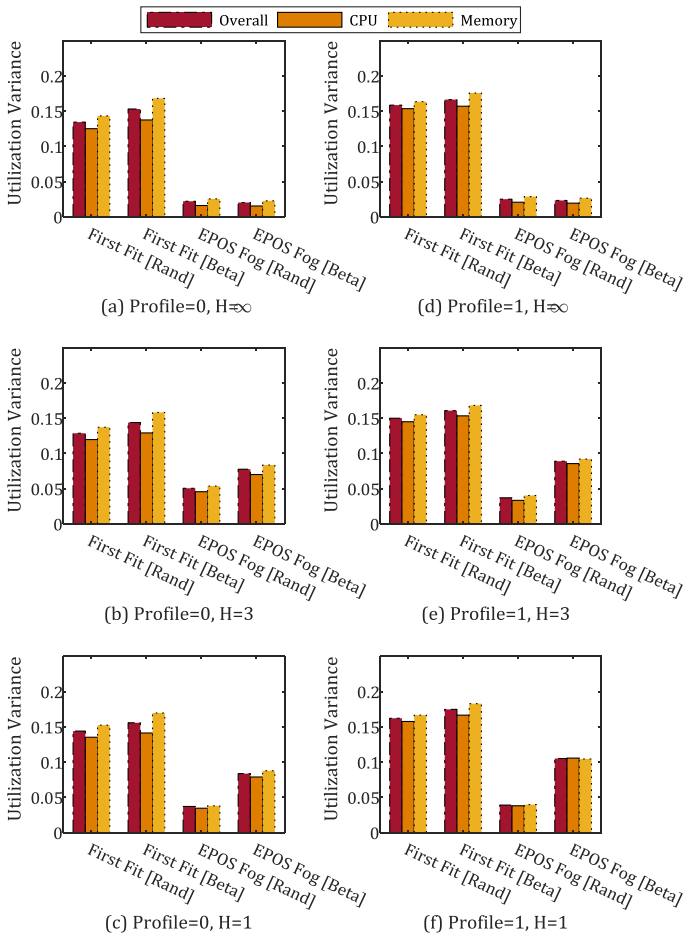 Overall CPU Memory
Utilization Variance
0.2
0.15
0.1
0.05
0
First Fit [Rand]
First Fit [Beta]
EPOS Fog [Rand]
EPOS Fog [Beta]
(a) Profile=0, H=∞
Utilization Variance
0.2
0.15
0.1
0.05
0
First Fit [Rand]
First Fit [Beta]
EPOS Fog [Rand]
EPOS Fog [Beta]
(d) Profile=1, H=∞
Utilization Variance
0.2
0.15
0.1
0.05
0
First Fit [Rand]
First Fit [Beta]
EPOS Fog [Rand]
EPOS Fog [Beta]
(b) Profile=0, H=3
Utilization Variance
0.2
0.15
0.1
0.05
0
First Fit [Rand]
First Fit [Beta]
EPOS Fog [Rand]
EPOS Fog [Beta]
(e) Profile=1, H=3
Utilization Variance
0.2
0.15
0.1
0.05
0
First Fit [Rand]
First Fit [Beta]
EPOS Fog [Rand]
EPOS Fog [Beta]
(c) Profile=0, H=1
Utilization Variance
0.2
0.15
0.1
0.05
0
First Fit [Rand]
First Fit [Beta]
EPOS Fog [Rand]
EPOS Fog [Beta]
(f) Profile=1, H=1